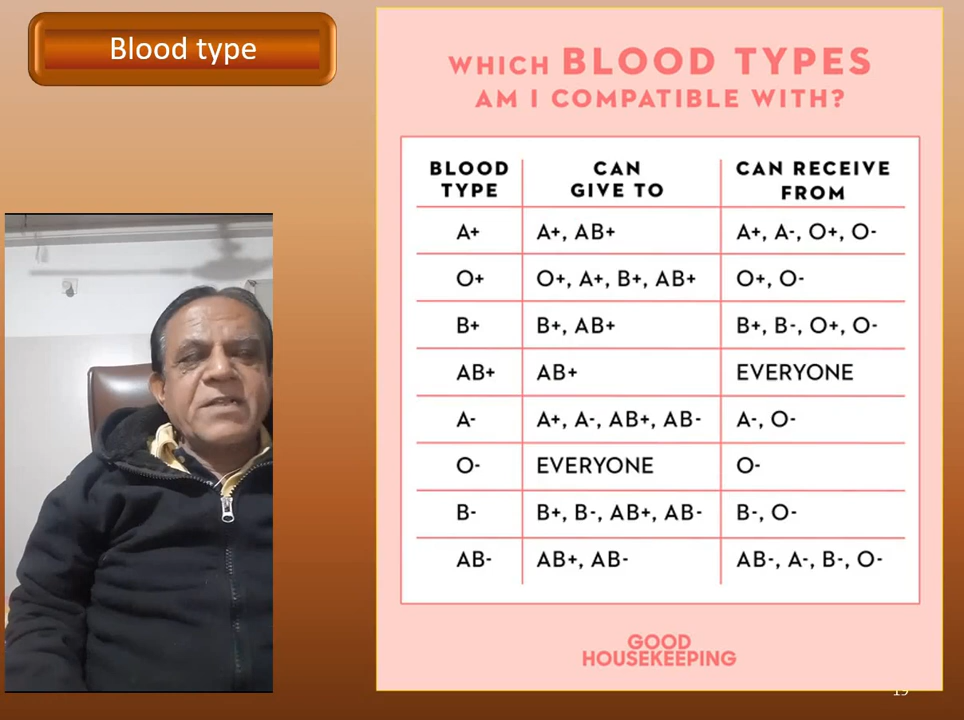 Blood type
WHICH BLOOD TYPES
AM I COMPATIBLE WITH?
BLOOD TYPE CAN GIVE TO CAN RECEIVE FROM
A+ A+, AB+ A+, A-, O+, O-
O+ O+, A+, B+, AB+ O+, O-
B+ B+, AB+ B+, B-, O+, O-
AB+ AB+ EVERYONE
A- A+, A-, AB+, AB- A-, O-
O- EVERYONE O-
B- B+, B-, AB+, AB- B-, O-
AB- AB+, AB- AB-, A-, B-, O-
GOOD
HOUSEKEEPING